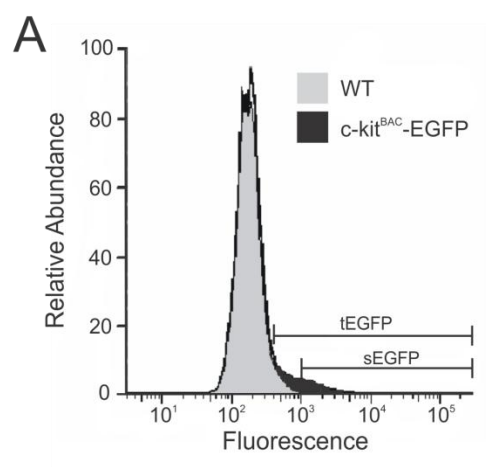 A
Relative Abundance
100
80
60
40
20
0
WT
c-kitᴮᴬᶜ-EGFP
tEGFP
sEGFP
10¹
10²
10³
10⁴
10⁵
Fluorescence